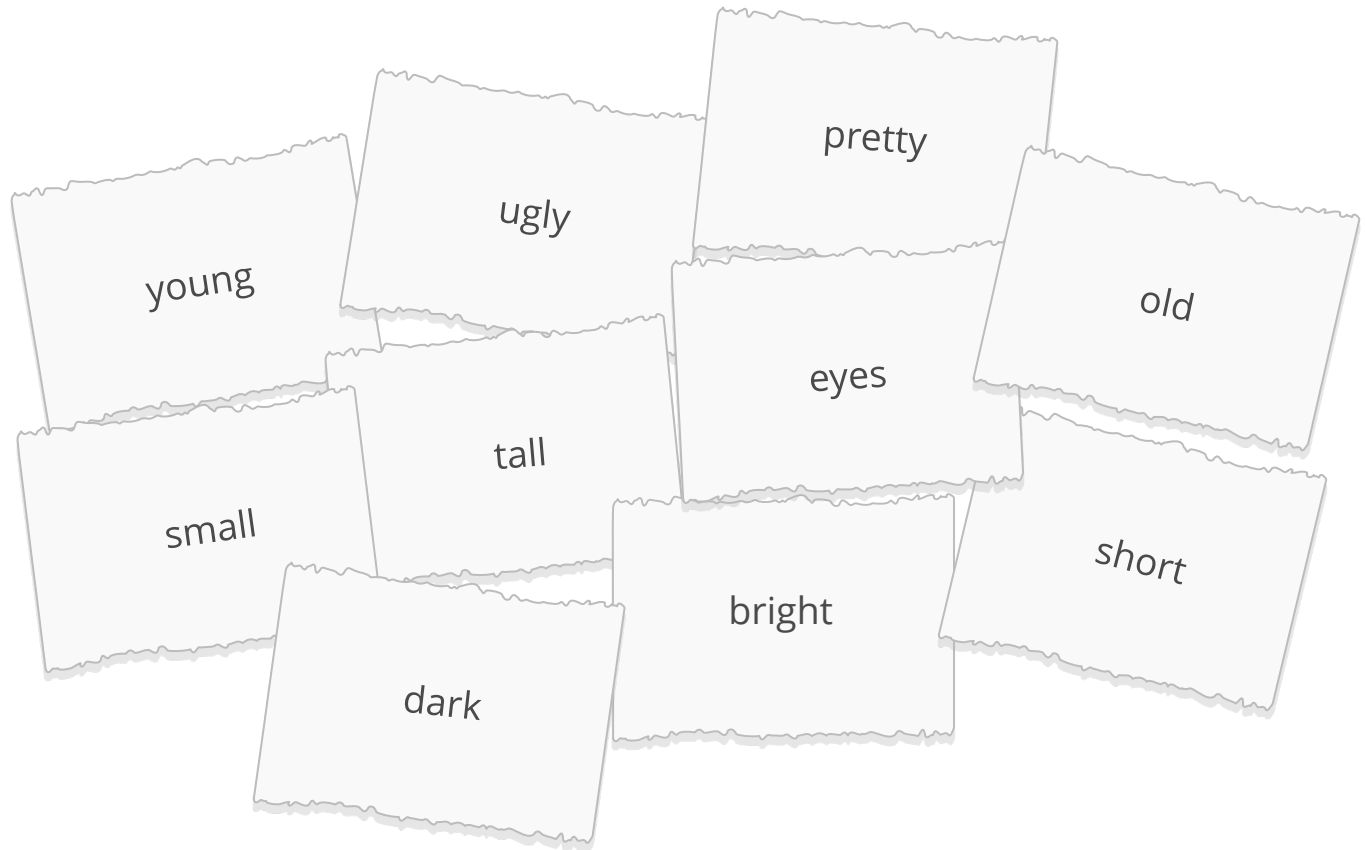 pretty
ugly
young
old
eyes
tall
small
short
bright
dark